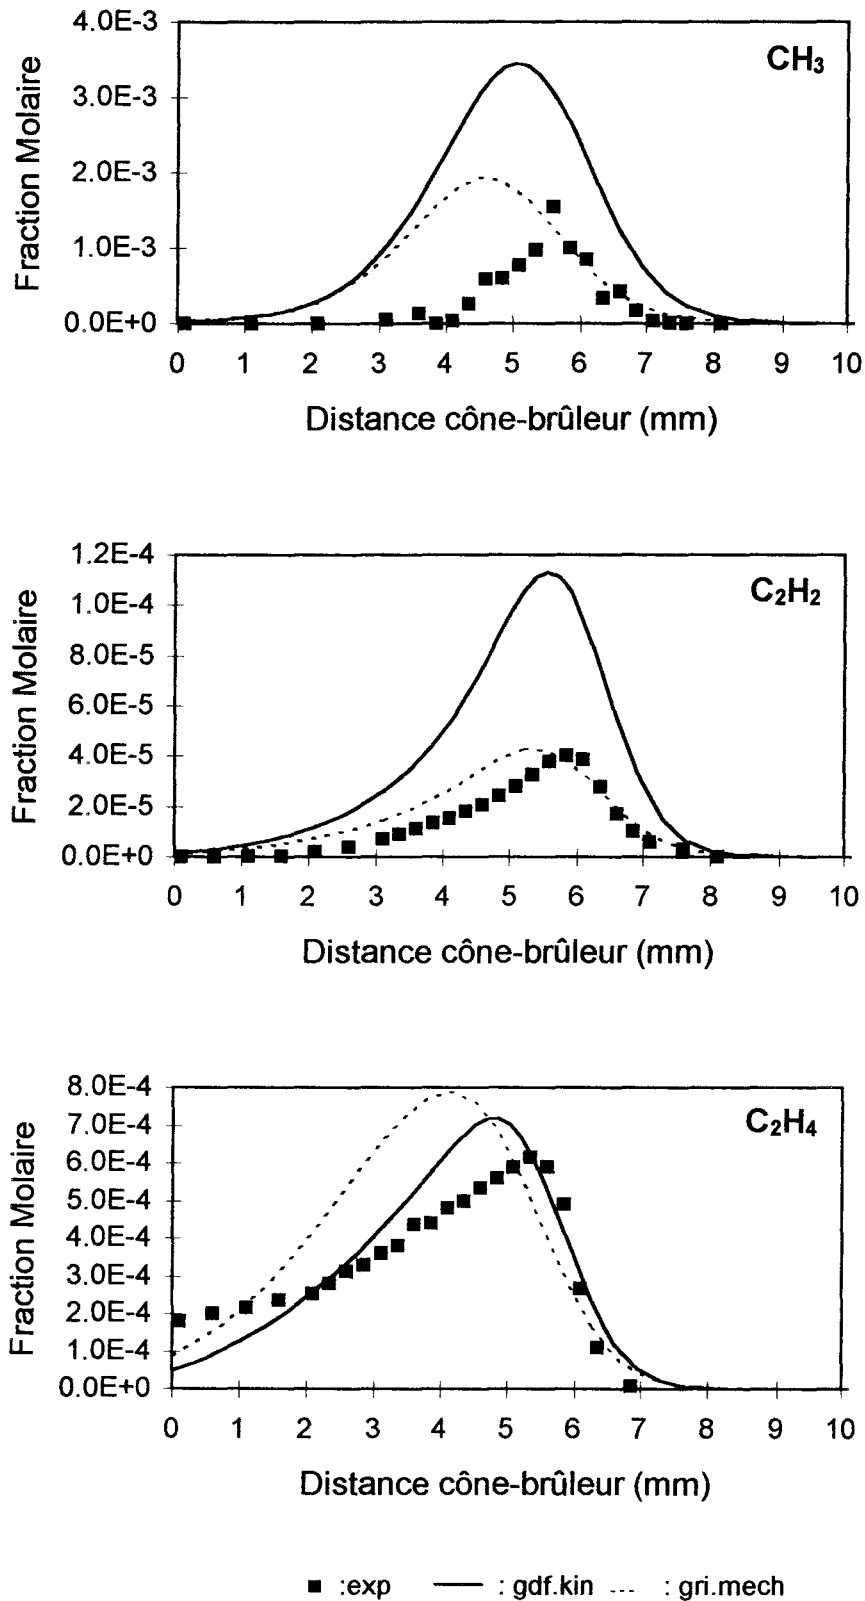 4.0E-3
CH₃
3.0E-3
2.0E-3
1.0E-3
0.0E+0
Fraction Molaire
0 1 2 3 4 5 6 7 8 9 10
Distance cône-brûleur (mm)
1.2E-4
C₂H₂
1.0E-4
8.0E-5
6.0E-5
4.0E-5
2.0E-5
0.0E+0
Fraction Molaire
0 1 2 3 4 5 6 7 8 9 10
Distance cône-brûleur (mm)
8.0E-4
C₂H₄
7.0E-4
6.0E-4
5.0E-4
4.0E-4
3.0E-4
2.0E-4
1.0E-4
0.0E+0
Fraction Molaire
0 1 2 3 4 5 6 7 8 9 10
Distance cône-brûleur (mm)
:exp : gdf.kin : gri.mech